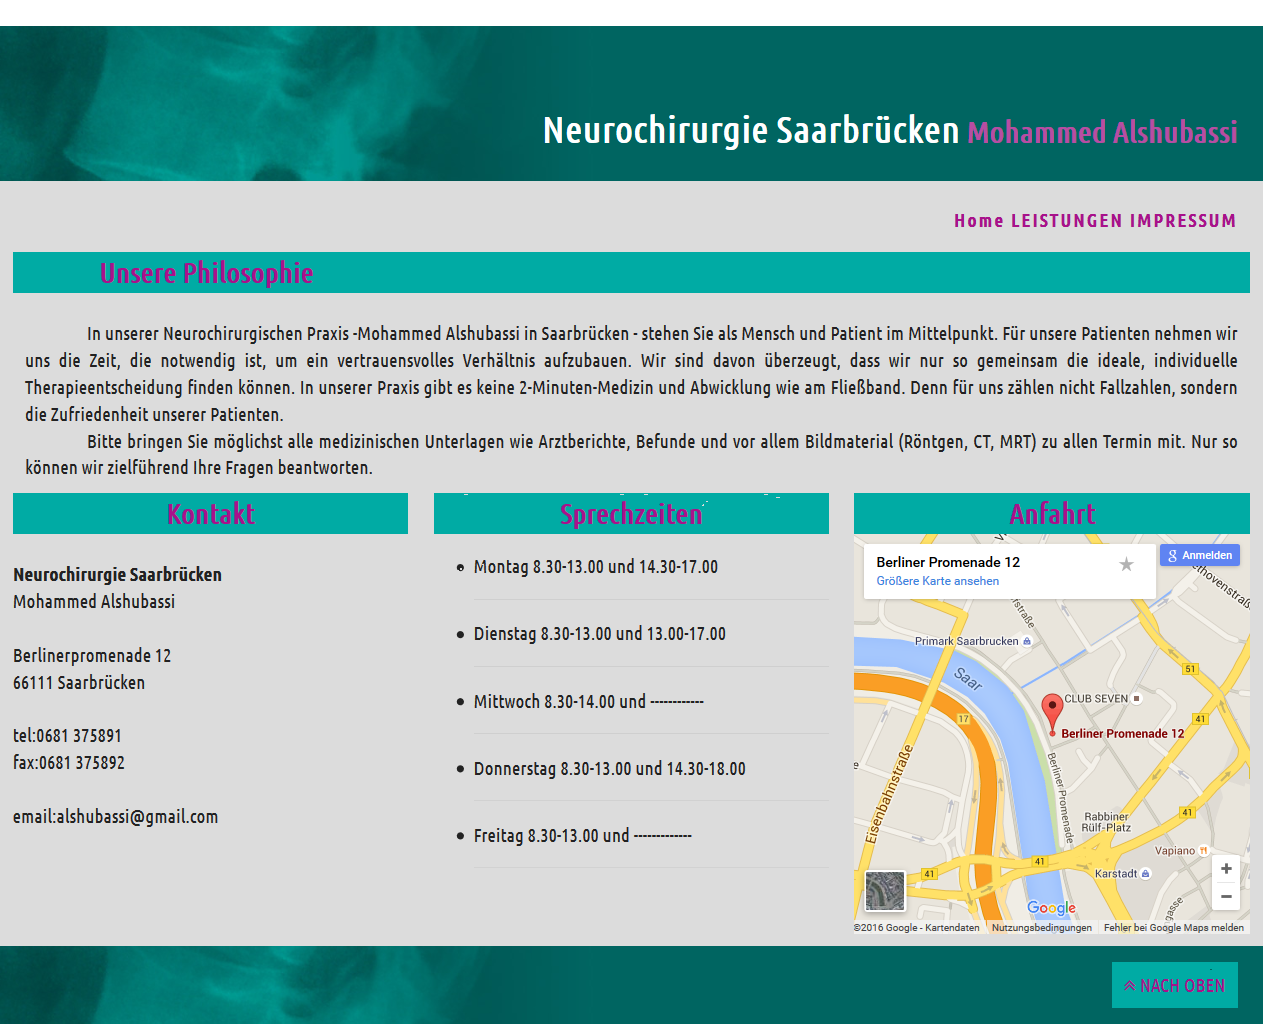 Neurochirurgie Saarbrücken Mohammed Alshubassi
Home LEISTUNGEN IMPRESSUM
Unsere Philosophie
In unserer Neurochirurgischen Praxis -Mohammed Alshubassi in Saarbrücken - stehen Sie als Mensch und Patient im Mittelpunkt. Für unsere Patienten nehmen wir
uns die Zeit, die notwendig ist, um ein vertrauensvolles Verhältnis aufzubauen. Wir sind davon überzeugt, dass wir nur so gemeinsam die ideale, individuelle
Therapieentscheidung finden können. In unserer Praxis gibt es keine 2-Minuten-Medizin und Abwicklung wie am Fließband. Denn für uns zählen nicht Fallzahlen, sondern
die Zufriedenheit unserer Patienten.
Bitte bringen Sie möglichst alle medizinischen Unterlagen wie Arztberichte, Befunde und vor allem Bildmaterial (Röntgen, CT, MRT) zu allen Termin mit. Nur so
können wir zielführend Ihre Fragen beantworten.
Kontakt
Neurochirurgie Saarbrücken
Mohammed Alshubassi
Berlinerpromenade 12
66111 Saarbrücken
tel:0681 375891
fax:0681 375892
email:alshubassi@gmail.com
Sprechzeiten
Montag 8.30-13.00 und 14.30-17.00
Dienstag 8.30-13.00 und 13.00-17.00
Mittwoch 8.30-14.00 und ------------
Donnerstag 8.30-13.00 und 14.30-18.00
Freitag 8.30-13.00 und -------------
Anfahrt
Berliner Promenade 12
Größere Karte ansehen
Anmelden
Primark Saarbrucken
Saar
51
CLUB SEVEN
17
41
Berliner Promenade 12
Eisenbahnstraße
Berliner Promenade
Rabbiner
Rülf-Platz
41
Vapiano
41
41
Karstadt
Google
©2016 Google - Kartendaten
Nutzungsbedingungen
Fehler bei Google Maps melden
NACH OBEN